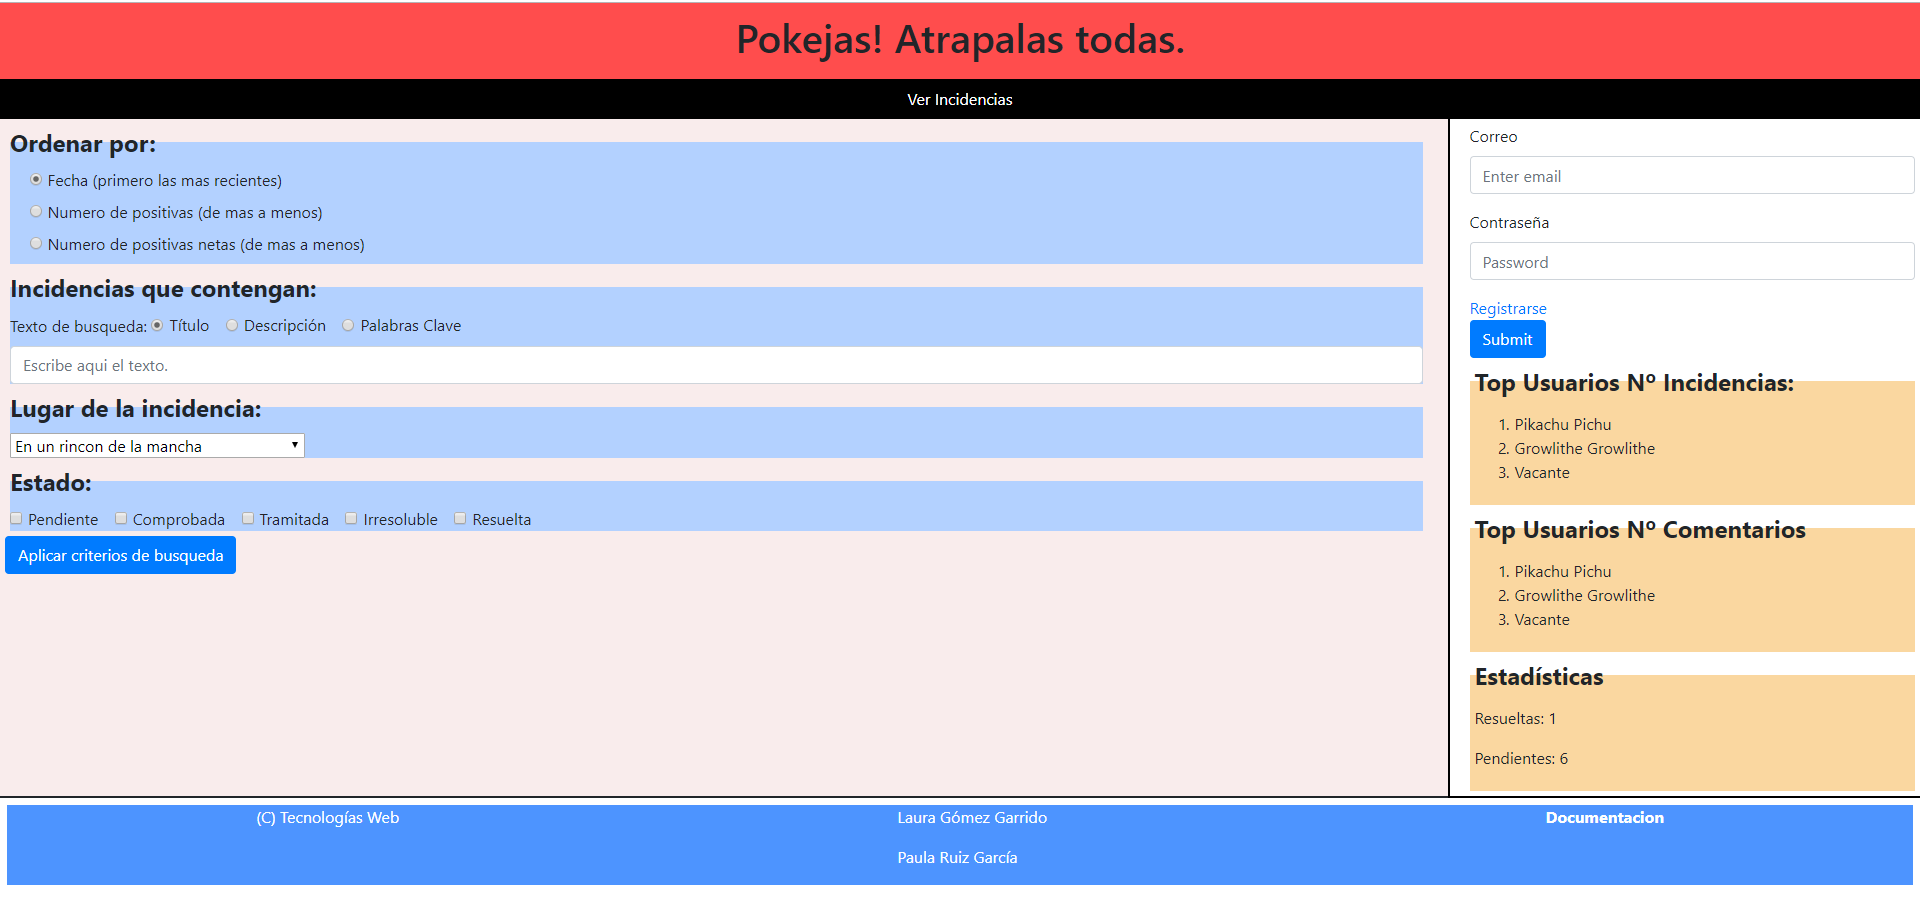 Pokejas! Atrapalas todas.
Ver Incidencias
Ordenar por:
Fecha (primero las mas recientes)
Numero de positivas (de mas a menos)
Numero de positivas netas (de mas a menos)
Incidencias que contengan:
Texto de busqueda: Título Descripción Palabras Clave
Escribe aqui el texto.
Lugar de la incidencia:
En un rincon de la mancha
Estado:
Pendiente Comprobada Tramitada Irresoluble Resuelta
Aplicar criterios de busqueda
Correo
Enter email
Contraseña
Password
Registrarse
Submit
Top Usuarios Nº Incidencias:
1. Pikachu Pichu
2. Growlithe Growlithe
3. Vacante
Top Usuarios Nº Comentarios
1. Pikachu Pichu
2. Growlithe Growlithe
3. Vacante
Estadísticas
Resueltas: 1
Pendientes: 6
(C) Tecnologías Web
Laura Gómez Garrido
Paula Ruiz García
Documentacion